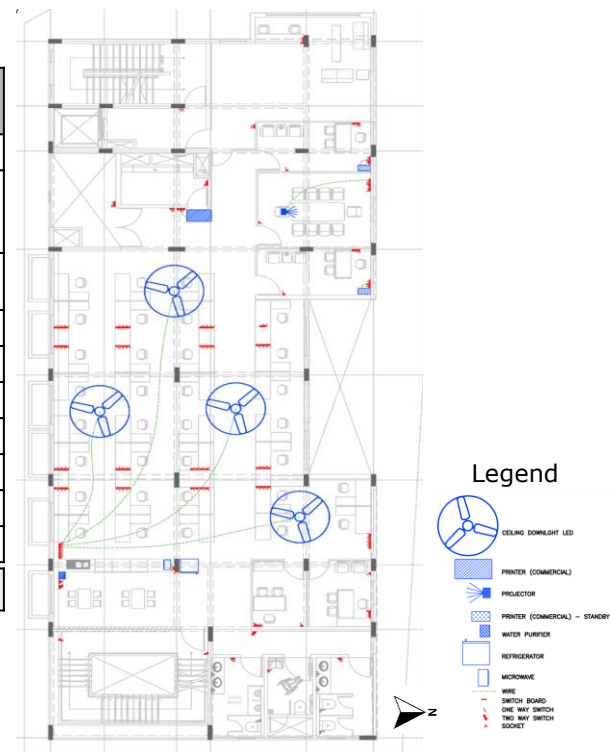 Legend
CEILING DOWNLGHT LED
PRINTER (COMMERCIAL)
PROJECTOR
PRINTER (COMMERCIAL) – STANDBY
WATER PURIFIER
REFRIGERATOR
MICROWAVE
WIRE
SWITCH BOARD
ONE WAY SWITCH
TWO WAY SWITCH
SOCKET
N